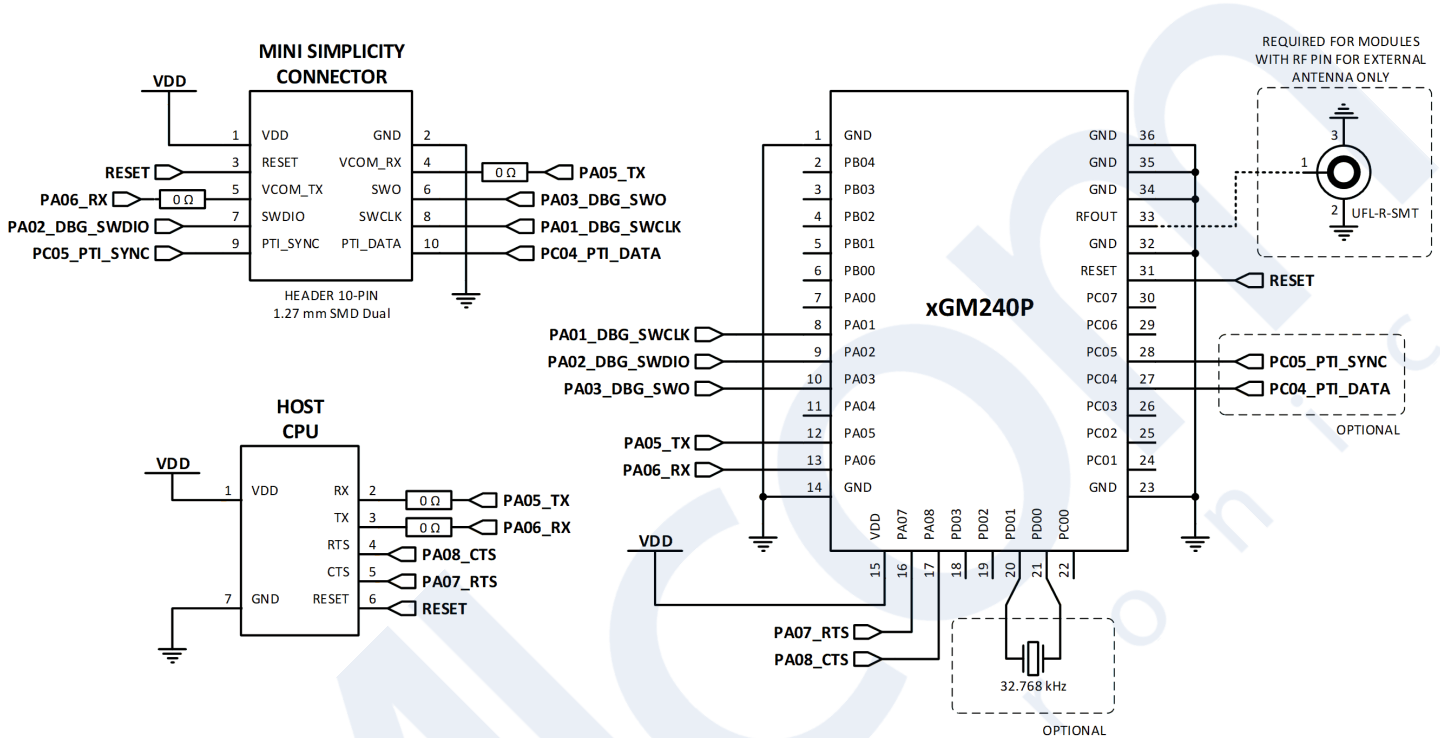 MINI SIMPLICITY
CONNECTOR
VDD
1 VDD GND 2
3 RESET VCOM_RX 4
5 VCOM_TX SWO 6
7 SWDIO SWCLK 8
9 PTI_SYNC PTI_DATA 10
RESET
PA06_RX 0 Ω
PA02_DBG_SWDIO
PC05_PTI_SYNC
0 Ω PA05_TX
PA03_DBG_SWO
PA01_DBG_SWCLK
PC04_PTI_DATA
HEADER 10-PIN
1.27 mm SMD Dual
HOST
CPU
VDD
1 VDD RX 2 0 Ω PA05_TX
TX 3 0 Ω PA06_RX
RTS 4 PA08_CTS
CTS 5 PA07_RTS
7 GND RESET 6 RESET
xGM240P
1 GND GND 36
2 PB04 GND 35
3 PB03 GND 34
4 PB02 RFOUT 33
5 PB01 GND 32
6 PB00 RESET 31 RESET
7 PA00 PC07 30
PA01_DBG_SWCLK 8 PA01 PC06 29
PA02_DBG_SWDIO 9 PA02 PC05 28 PC05_PTI_SYNC
PA03_DBG_SWO 10 PA03 PC04 27 PC04_PTI_DATA
11 PA04 PC03 26
PA05_TX 12 PA05 PC02 25
PA06_RX 13 PA06 PC01 24
14 GND GND 23
OPTIONAL
VDD PA07 PA08 PD03 PD02 PD01 PD00 PC00
15 16 17 18 19 20 21 22
VDD
PA07_RTS
PA08_CTS
32.768 kHz
OPTIONAL
REQUIRED FOR MODULES
WITH RF PIN FOR EXTERNAL
ANTENNA ONLY
3
1
2 UFL-R-SMT